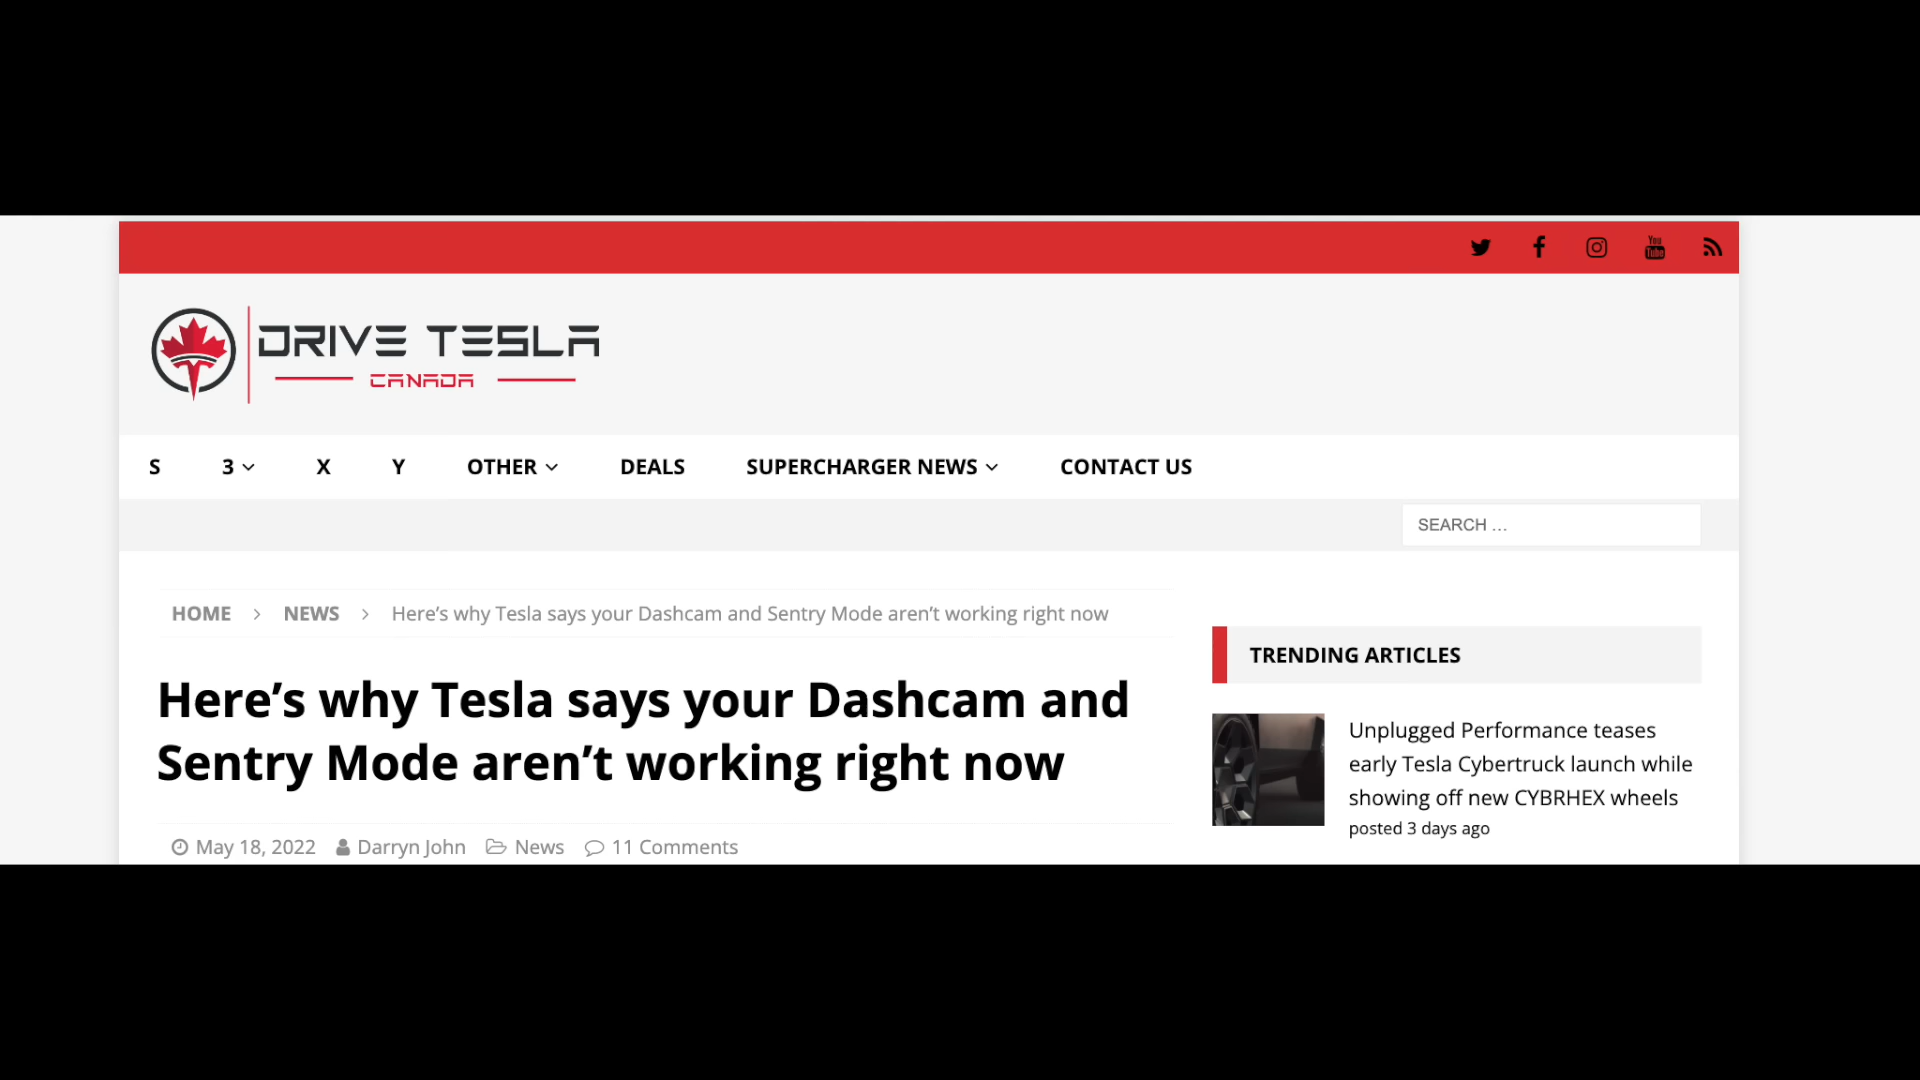 You Tube
DRIVE TESLA
CANADA
S 3 X Y OTHER DEALS SUPERCHARGER NEWS CONTACT US
SEARCH …
HOME > NEWS > Here’s why Tesla says your Dashcam and Sentry Mode aren’t working right now
Here’s why Tesla says your Dashcam and
Sentry Mode aren’t working right now
May 18, 2022 Darryn John News 11 Comments
TRENDING ARTICLES
Unplugged Performance teases
early Tesla Cybertruck launch while
showing off new CYBRHEX wheels
posted 3 days ago